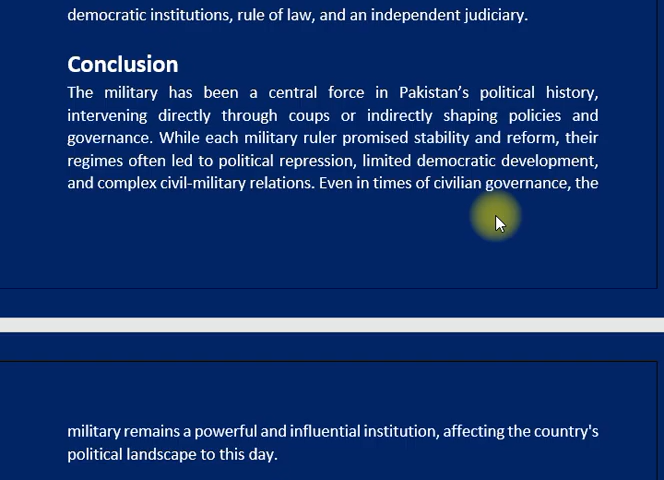 democratic institutions, rule of law, and an independent judiciary.
Conclusion
The military has been a central force in Pakistan’s political history,
intervening directly through coups or indirectly shaping policies and
governance. While each military ruler promised stability and reform, their
regimes often led to political repression, limited democratic development,
and complex civil-military relations. Even in times of civilian governance, the
military remains a powerful and influential institution, affecting the country's
political landscape to this day.